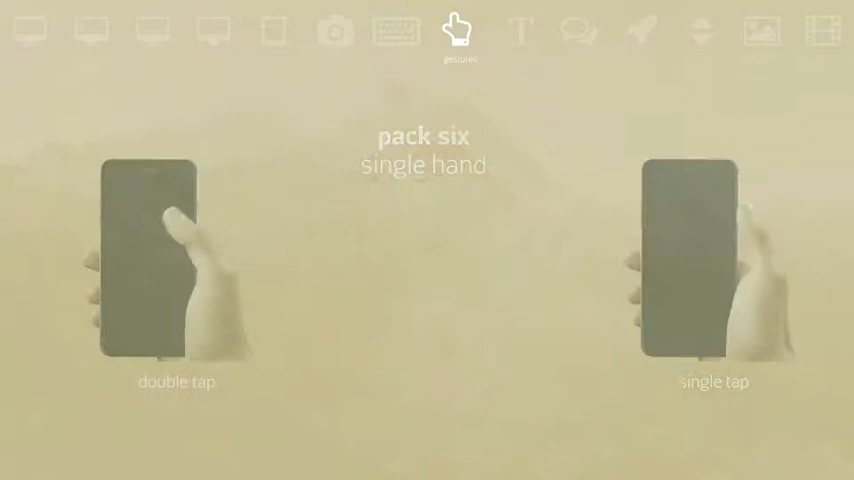 gestures
pack six
single hand
double tap
single tap